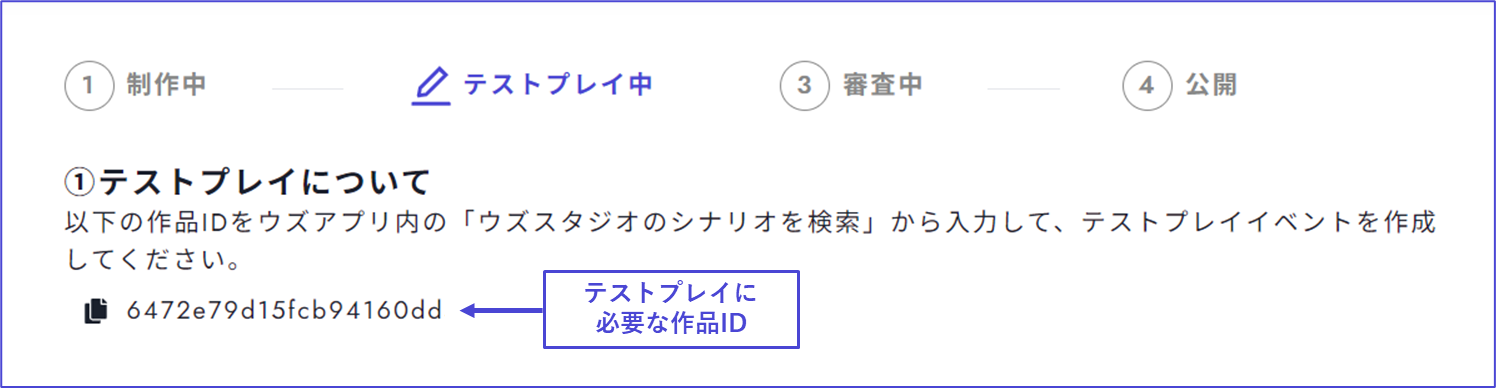 1 制作中 テストプレイ中 3 審査中 4 公開
①テストプレイについて
以下の作品IDをウズアプリ内の「ウズスタジオのシナリオを検索」から入力して、テストプレイイベントを作成
してください。
6472e79d15fcb94160dd
テストプレイに
必要な作品ID